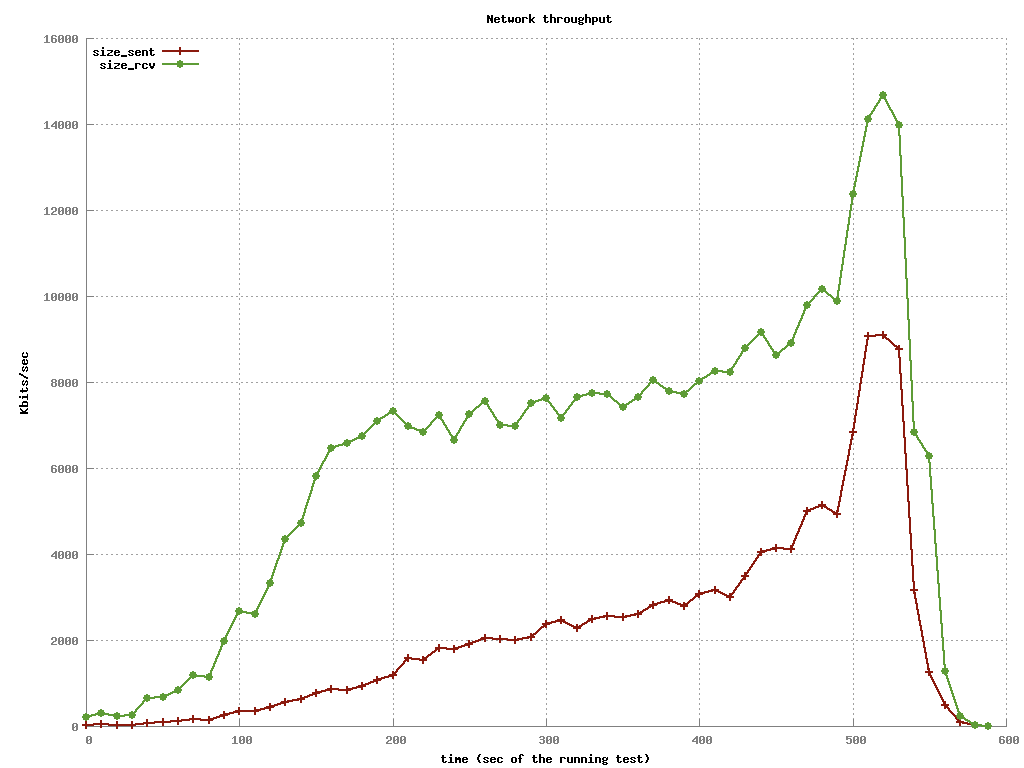 Network throughput
16000
size_sent
size_rcv
14000
12000
10000
Kbits/sec
8000
6000
4000
2000
0
0 100 200 300 400 500 600
time (sec of the running test)